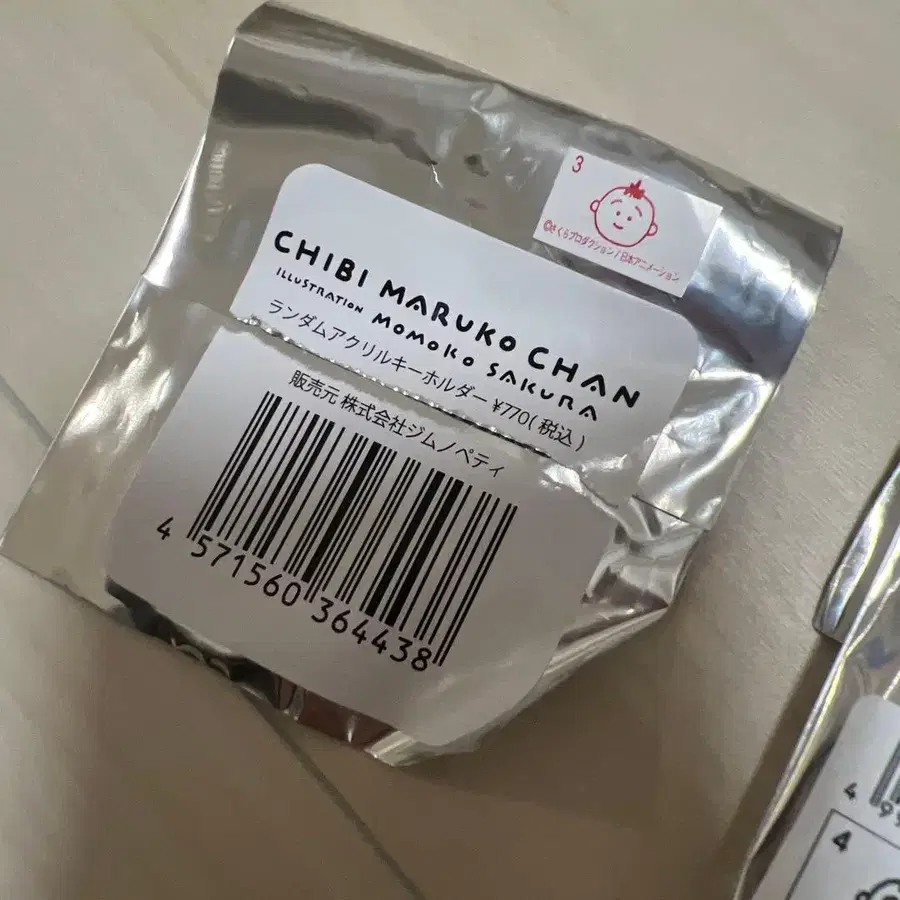 3
©さくらプロダクション / 日本アニメーション
CHIBI MARUKO CHAN
ILLUSTRATION MOMOKO SAKURA
ランダムアクリルキーホルダー ¥770(税込)
販売元 株式会社ジムノペティ
4 571560 364438
4 9
4